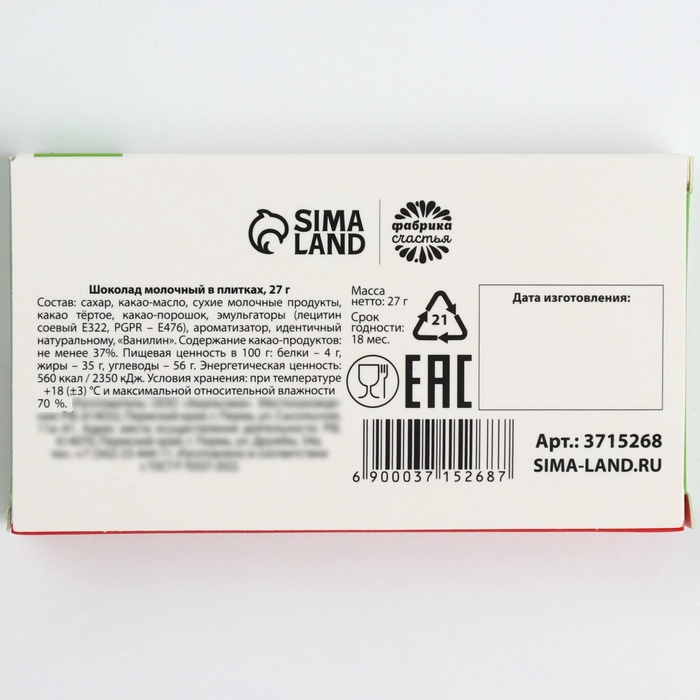 SIMA
LAND
фабрика
счастья
Шоколад молочный в плитках, 27 г
Состав: сахар, какао-масло, сухие молочные продукты,
какао тёртое, какао-порошок, эмульгаторы (лецитин
соевый Е322, PGPR – Е476), ароматизатор, идентичный
натуральному, «Ванилин». Содержание какао-продуктов:
не менее 37%. Пищевая ценность в 100 г: белки – 4 г,
жиры – 35 г, углеводы – 56 г. Энергетическая ценность:
560 ккал / 2350 кДж. Условия хранения: при температуре
+18 (±3) °С и максимальной относительной влажности
70 %.
Масса
нетто: 27 г
Срок
годности:
18 мес.
21
EAC
Дата изготовления:
6 900037 152687
Арт.: 3715268
SIMA-LAND.RU